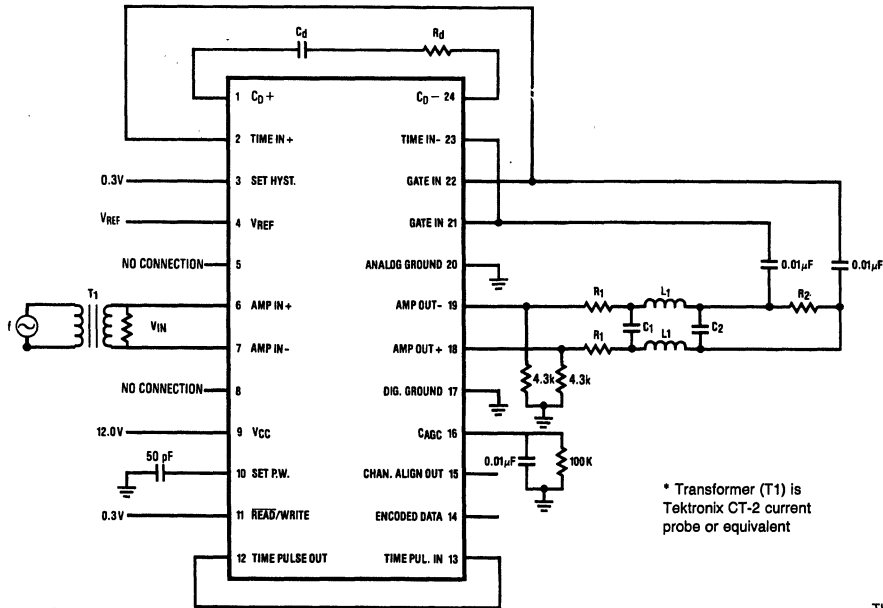 Cd
Rd
1 CD+
CD− 24
2 TIME IN+
TIME IN− 23
0.3V
3 SET HYST.
GATE IN 22
VREF
4 VREF
GATE IN 21
0.01μF
0.01μF
NO CONNECTION
5
ANALOG GROUND 20
T1
f
VIN
6 AMP IN+
AMP OUT− 19
R1
L1
R2
C1
C2
7 AMP IN−
AMP OUT+ 18
R1
L1
4.3k
4.3k
NO CONNECTION
8
DIG. GROUND 17
12.0V
9 VCC
CAGC 16
50 pF
10 SET P.W.
CHAN. ALIGN OUT 15
0.01μF
100K
0.3V
11 READ/WRITE
ENCODED DATA 14
12 TIME PULSE OUT
TIME PUL. IN 13
* Transformer (T1) is
Tektronix CT-2 current
probe or equivalent